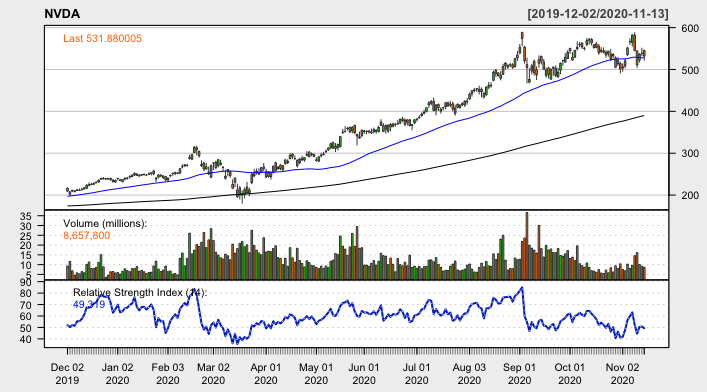 NVDA [2019-12-02/2020-11-13]
Last 531.880005
600
500
400
300
200
Volume (millions):
8,657,800
35
30
25
20
15
10
5
Relative Strength Index (14):
90
80
70
60
50
40
Dec 02 2019
Jan 02 2020
Feb 03 2020
Mar 02 2020
Apr 01 2020
May 01 2020
Jun 01 2020
Jul 01 2020
Aug 03 2020
Sep 01 2020
Oct 01 2020
Nov 02 2020